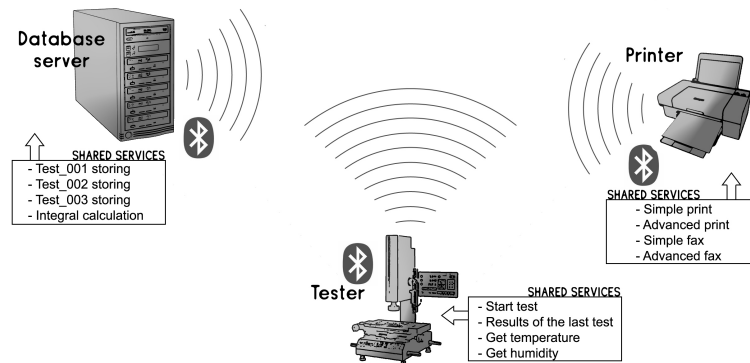 Database
server
SHARED SERVICES
- Test_001 storing
- Test_002 storing
- Test_003 storing
- Integral calculation
Printer
SHARED SERVICES
- Simple print
- Advanced print
- Simple fax
- Advanced fax
Tester
SHARED SERVICES
- Start test
- Results of the last test
- Get temperature
- Get humidity